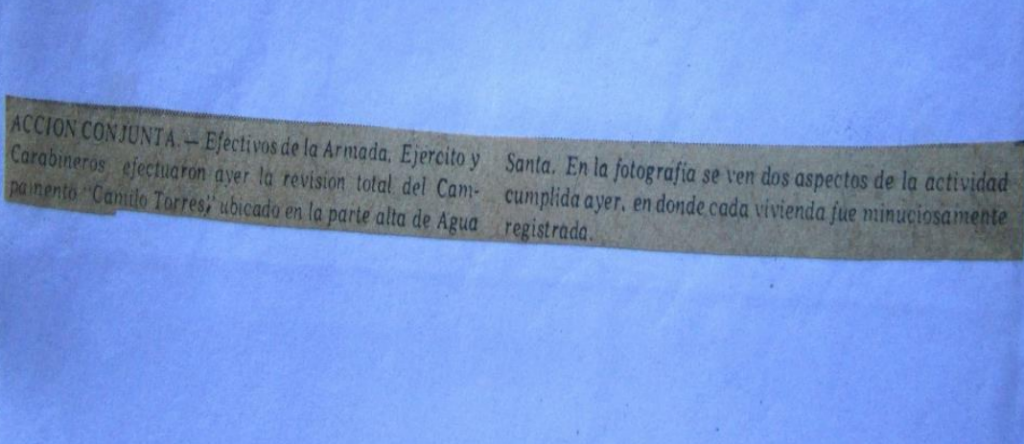 ACCION CONJUNTA.— Efectivos de la Armada, Ejercito y
Carabineros efectuaron ayer la revision total del Cam-
pamento "Camilo Torres, ubicado en la parte alta de Agua
Santa. En la fotografía se ven dos aspectos de la actividad
cumplida ayer, en donde cada vivienda fue minuciosamente
registrada.